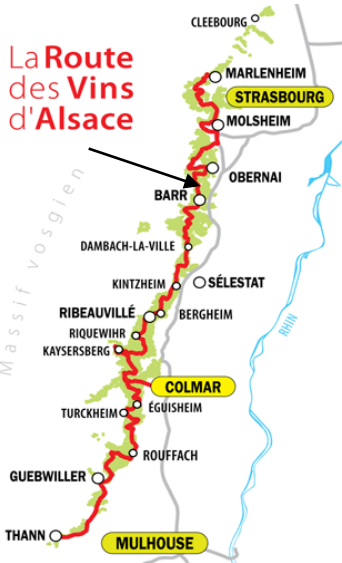 CLEEBOURG
La Route
des Vins
d'Alsace
MARLENHEIM
STRASBOURG
MOLSHEIM
OBERNAI
BARR
Massif vosgien
DAMBACH-LA-VILLE
KINTZHEIM
SÉLESTAT
RIBEAUVILLÉ
BERGHEIM
RIQUEWIHR
RHIN
KAYSERSBERG
COLMAR
ÉGUISHEIM
TURCKHEIM
ROUFFACH
GUEBWILLER
THANN
MULHOUSE